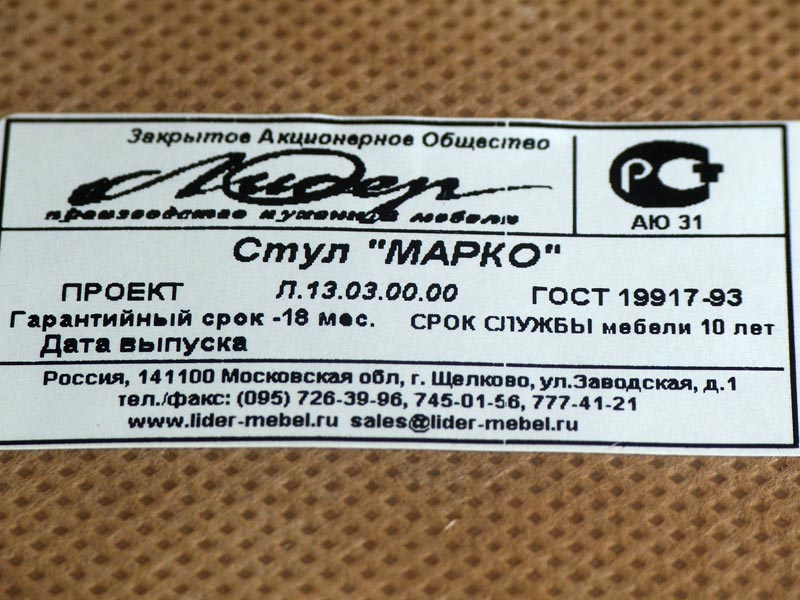 Закрытое Акционерное Общество
Лидер
производство кухонной мебели
РСТ
АЮ 31
Стул "МАРКО"
ПРОЕКТ Л.13.03.00.00 ГОСТ 19917-93
Гарантийный срок -18 мес. СРОК СЛУЖБЫ мебели 10 лет
Дата выпуска
Россия, 141100 Московская обл, г. Щелково, ул.Заводская, д.1
тел./факс: (095) 726-39-96, 745-01-56, 777-41-21
www.lider-mebel.ru sales@lider-mebel.ru